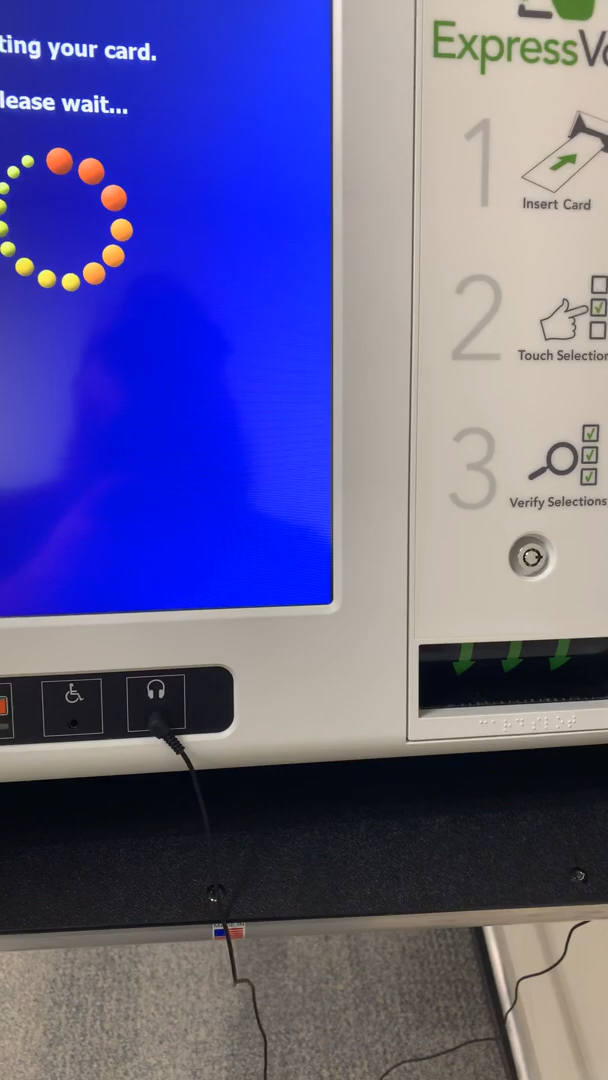 ting your card.
lease wait...
ExpressVo
1
Insert Card
2
Touch Selection
3
Verify Selections